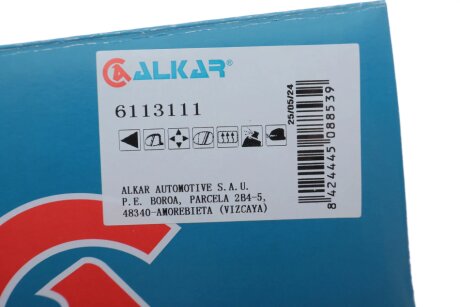 ALKAR®
6113111
ALKAR AUTOMOTIVE S.A.U.
P.E. BOROA, PARCELA 2B4-5,
48340-AMOREBIETA (VIZCAYA)
25/05/24
8 424445 088539